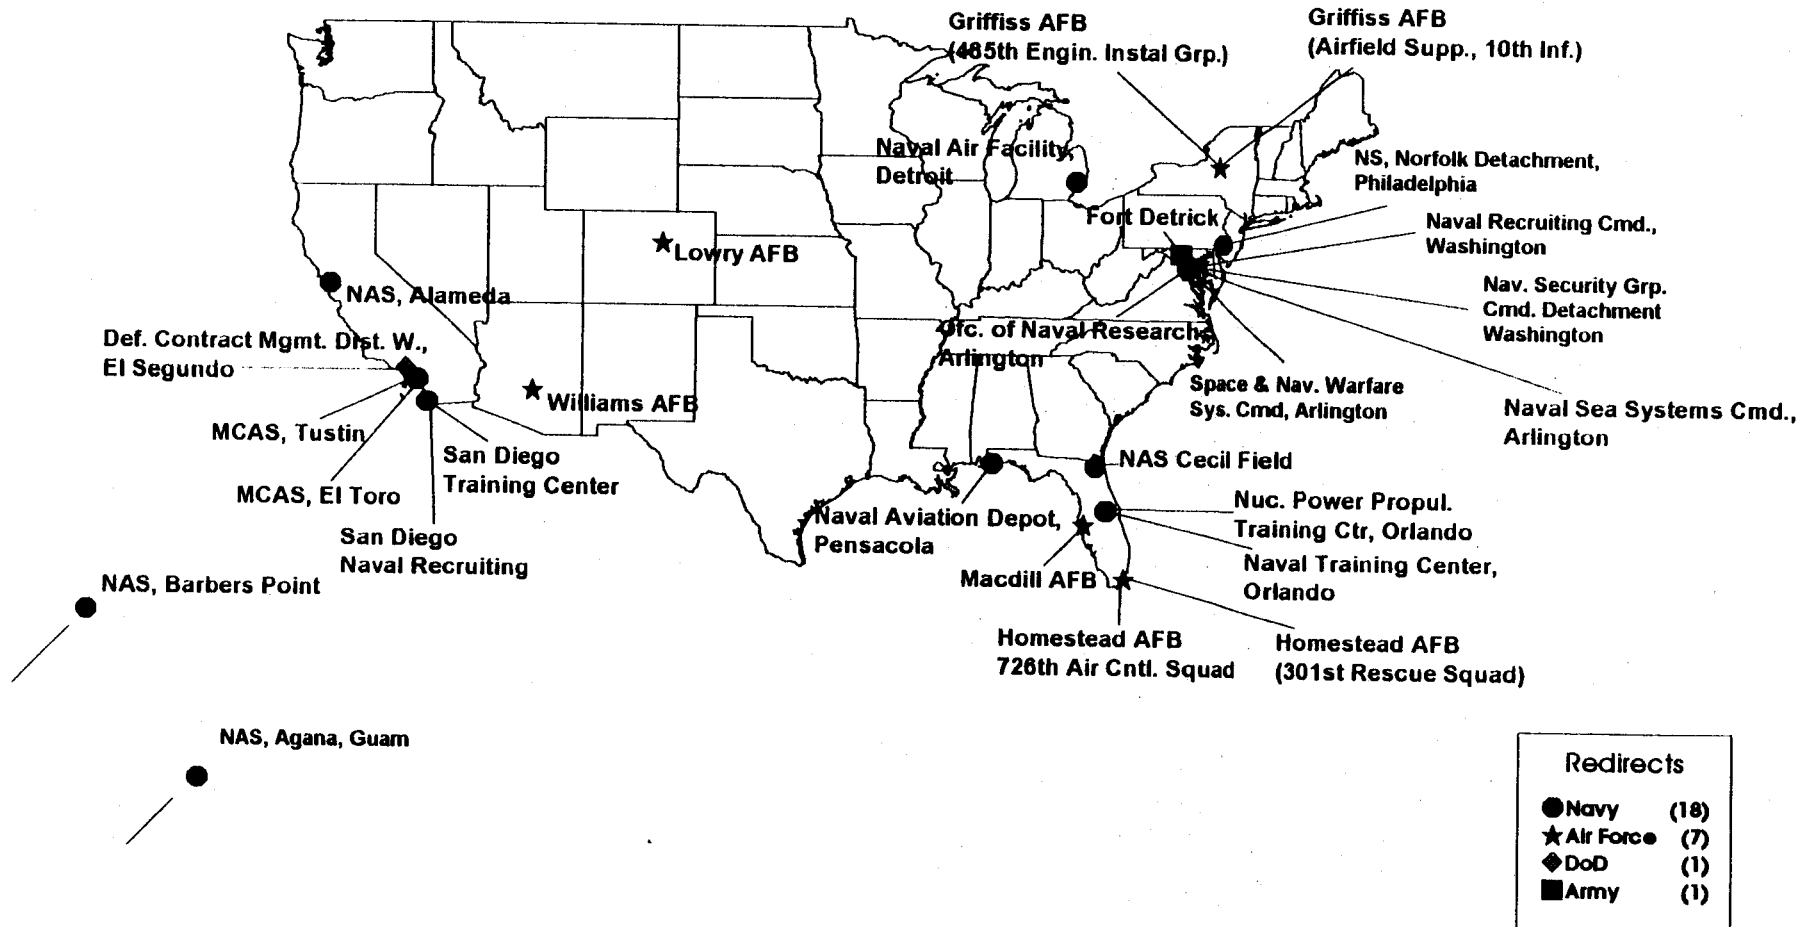 Griffiss AFB
(485th Engin. Instal Grp.)
Griffiss AFB
(Airfield Supp., 10th Inf.)
Naval Air Facility,
Detroit
NS, Norfolk Detachment,
Philadelphia
Fort Detrick
Naval Recruiting Cmd.,
Washington
Lowry AFB
NAS, Alameda
Nav. Security Grp.
Cmd. Detachment
Washington
Def. Contract Mgmt. Dist. W.,
El Segundo
Ofc. of Naval Research
Arlington
Space & Nav. Warfare
Sys. Cmd, Arlington
Naval Sea Systems Cmd.,
Arlington
Williams AFB
MCAS, Tustin
San Diego
Training Center
MCAS, El Toro
San Diego
Naval Recruiting
NAS Cecil Field
Naval Aviation Depot,
Pensacola
Nuc. Power Propul.
Training Ctr, Orlando
Naval Training Center,
Orlando
Macdill AFB
NAS, Barbers Point
Homestead AFB
726th Air Cntl. Squad
Homestead AFB
(301st Rescue Squad)
NAS, Agana, Guam
Redirects
Navy (18)
Air Force (7)
DoD (1)
Army (1)